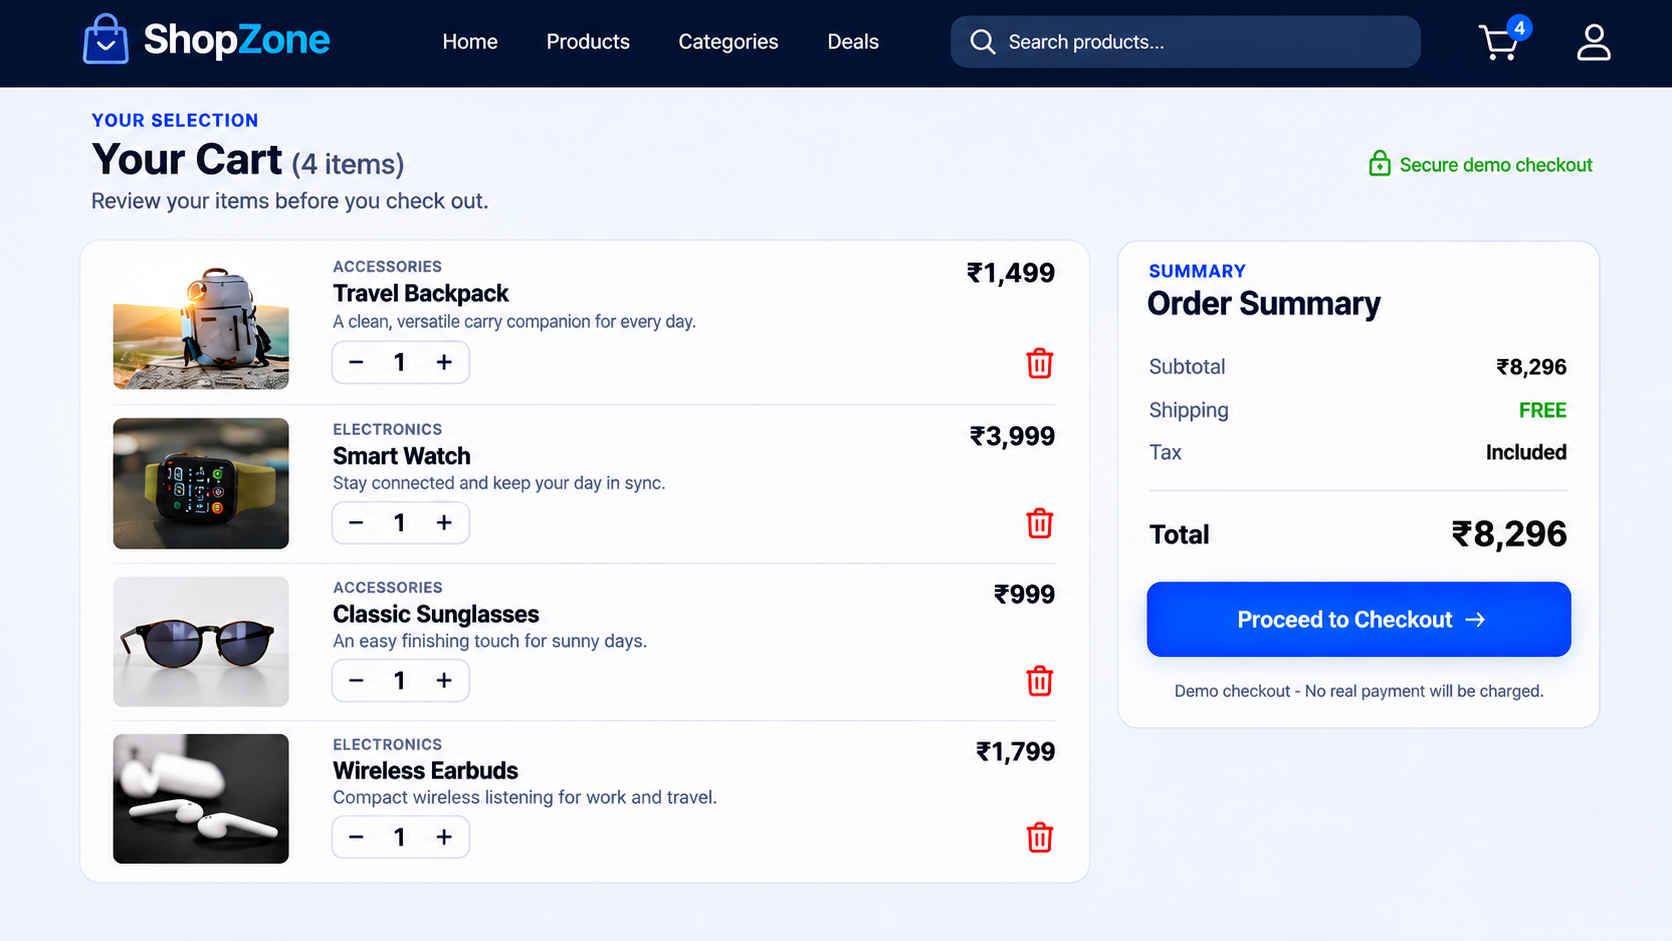 ShopZone
Home Products Categories Deals
Search products...
4
YOUR SELECTION
Your Cart (4 items)
Review your items before you check out.
Secure demo checkout
ACCESSORIES
Travel Backpack
A clean, versatile carry companion for every day.
₹1,499
− 1 +
ELECTRONICS
Smart Watch
Stay connected and keep your day in sync.
₹3,999
− 1 +
ACCESSORIES
Classic Sunglasses
An easy finishing touch for sunny days.
₹999
− 1 +
ELECTRONICS
Wireless Earbuds
Compact wireless listening for work and travel.
₹1,799
− 1 +
SUMMARY
Order Summary
Subtotal ₹8,296
Shipping FREE
Tax Included
Total ₹8,296
Proceed to Checkout →
Demo checkout - No real payment will be charged.